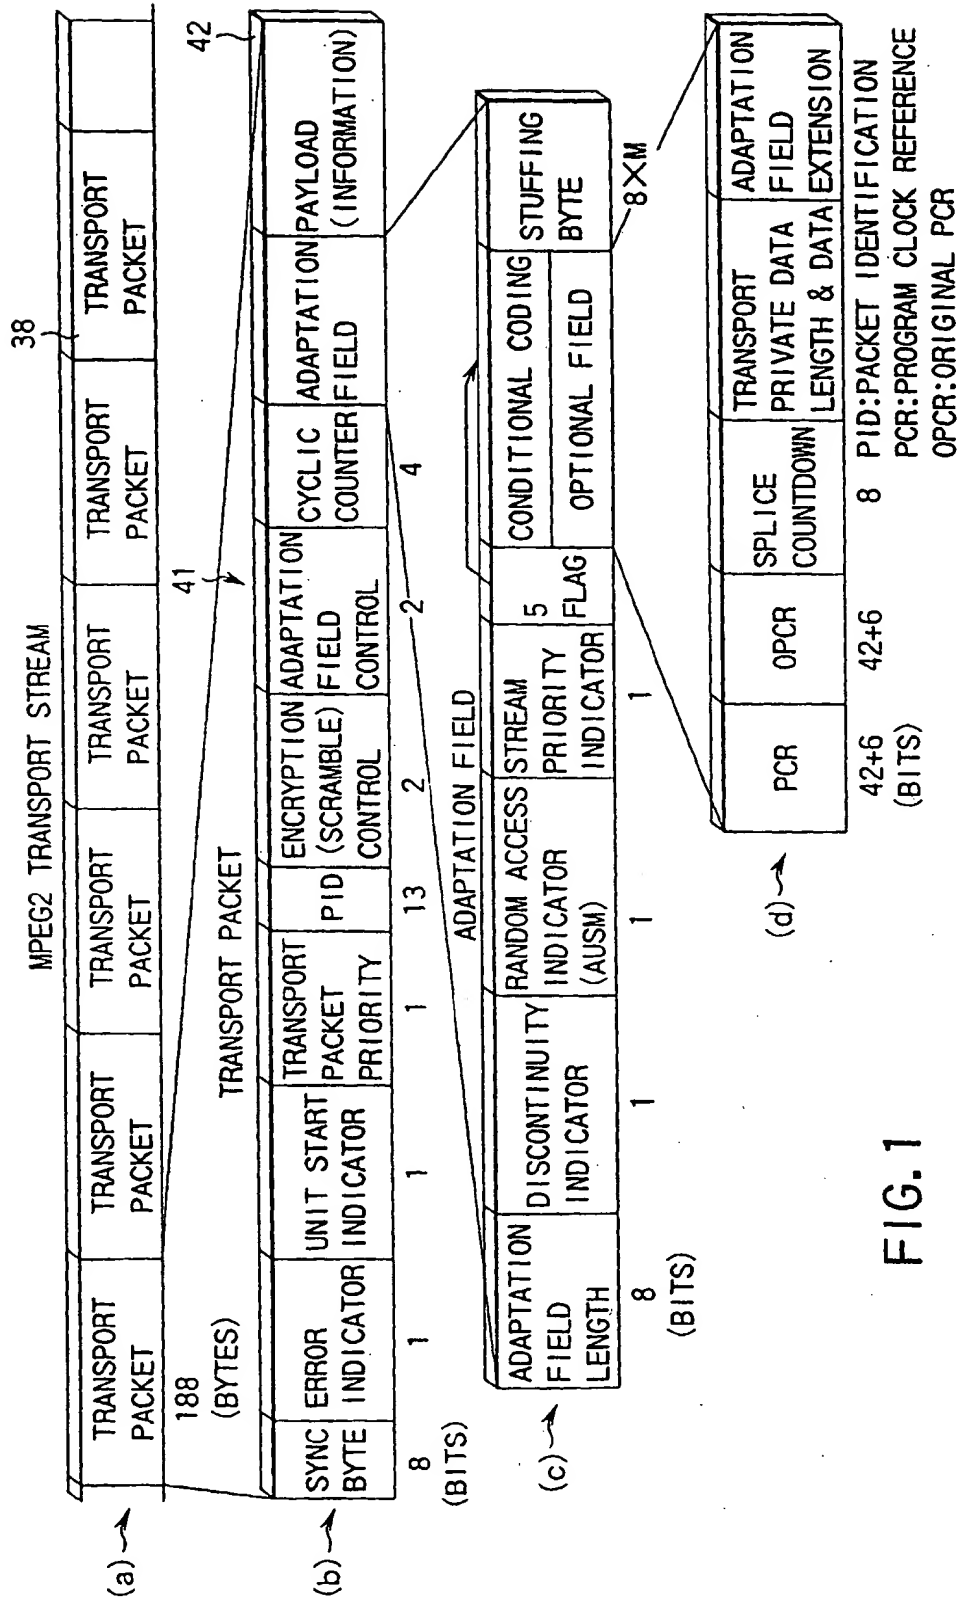 MPEG2 TRANSPORT STREAM
38
(a)
TRANSPORT
PACKET
TRANSPORT
PACKET
TRANSPORT
PACKET
TRANSPORT
PACKET
TRANSPORT
PACKET
TRANSPORT
PACKET
188
(BYTES)
TRANSPORT PACKET
41
42
(b)
SYNC
BYTE
ERROR
INDICATOR
UNIT START
INDICATOR
TRANSPORT
PACKET
PRIORITY
PID
ENCRYPTION
(SCRAMBLE)
CONTROL
ADAPTATION
FIELD
CONTROL
CYCLIC
COUNTER
ADAPTATION
FIELD
PAYLOAD
(INFORMATION)
8
(BITS)
1
1
1
13
2
2
4
ADAPTATION FIELD
(c)
ADAPTATION
FIELD
LENGTH
DISCONTINUITY
INDICATOR
RANDOM ACCESS
INDICATOR
(AUSM)
STREAM
PRIORITY
INDICATOR
5
FLAG
CONDITIONAL CODING
OPTIONAL FIELD
STUFFING
BYTE
8
(BITS)
1
1
1
8×M
(d)
PCR
OPCR
SPLICE
COUNTDOWN
TRANSPORT
PRIVATE DATA
LENGTH & DATA
ADAPTATION
FIELD
EXTENSION
42+6
(BITS)
42+6
8
PID:PACKET IDENTIFICATION
PCR:PROGRAM CLOCK REFERENCE
OPCR:ORIGINAL PCR
FIG.1